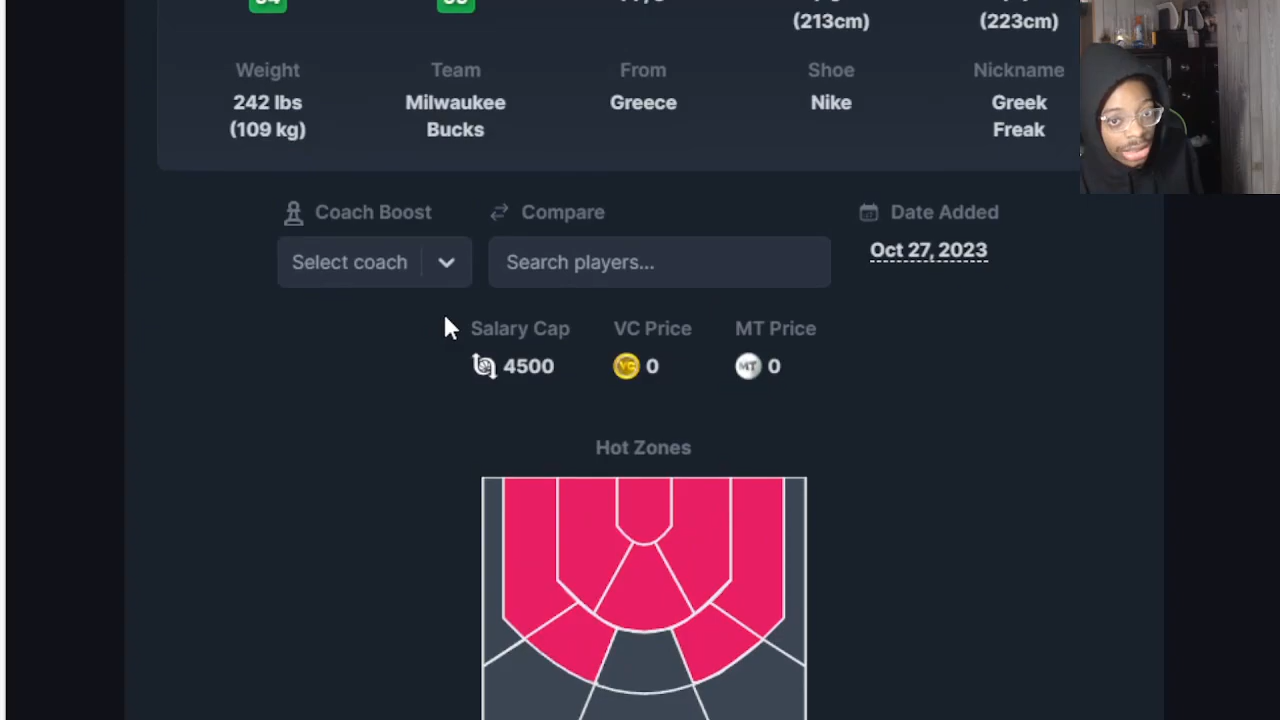 (213cm)
(223cm)
Weight
Team
From
Shoe
Nickname
242 lbs
(109 kg)
Milwaukee
Bucks
Greece
Nike
Greek
Freak
Coach Boost
Compare
Date Added
Select coach
Search players...
Oct 27, 2023
Salary Cap
VC Price
MT Price
4500
VC 0
MT 0
Hot Zones